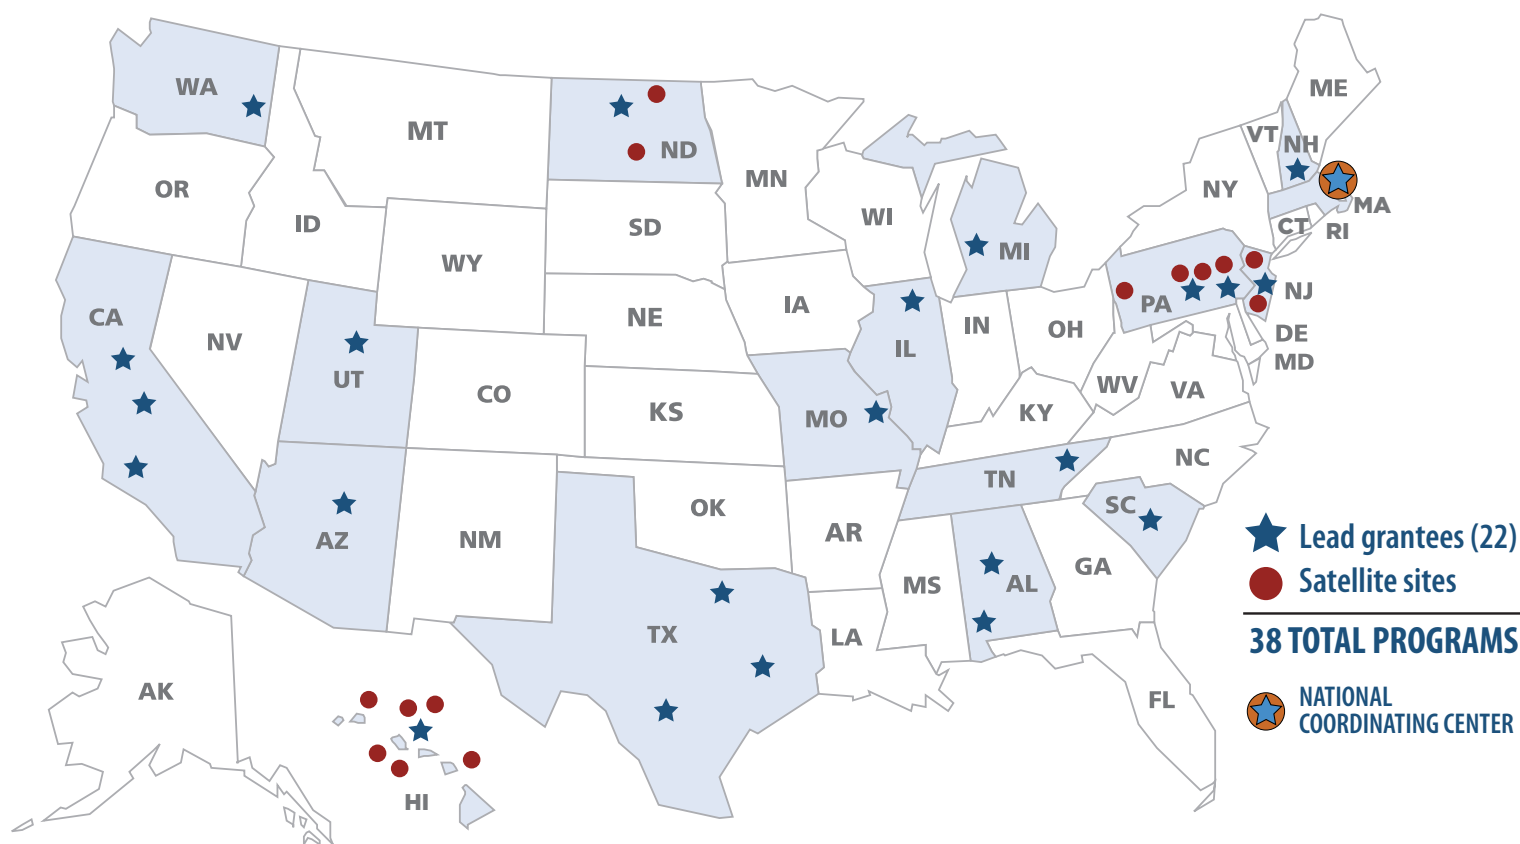 WA
MT
ND
MN
ME
VT
NH
OR
ID
SD
WI
NY
MA
CT
RI
WY
MI
CA
NV
UT
NE
IA
IL
IN
OH
PA
NJ
DE
MD
CO
KS
MO
KY
WV
VA
AZ
NM
OK
AR
TN
NC
SC
MS
AL
GA
TX
LA
AK
HI
FL
Lead grantees (22)
Satellite sites
38 TOTAL PROGRAMS
NATIONAL
COORDINATING CENTER